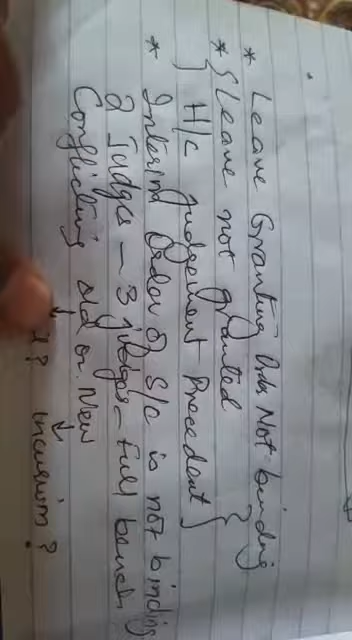 * Leave Granting Order Not binding
* { Leave not granted }
{ H/c Judgement Precedent }
* Interim Order of S/c is not binding
2 Judges - 3 Judges - full bench
Conflicting old or New
↓ ↓
? incursion?